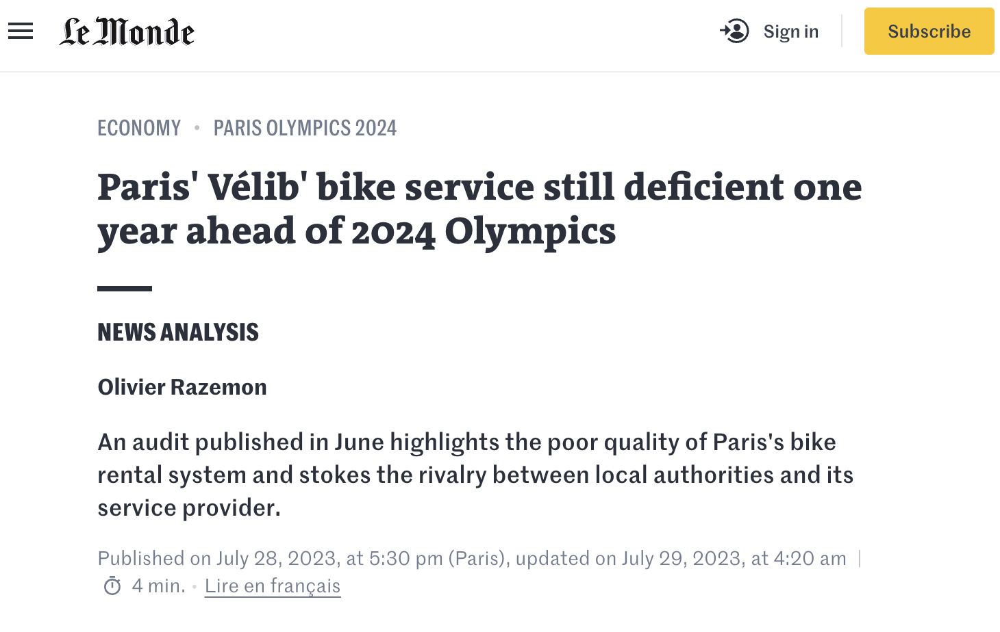 Le Monde
Sign in
Subscribe
ECONOMY • PARIS OLYMPICS 2024
Paris' Vélib' bike service still deficient one
year ahead of 2024 Olympics
NEWS ANALYSIS
Olivier Razemon
An audit published in June highlights the poor quality of Paris's bike
rental system and stokes the rivalry between local authorities and its
service provider.
Published on July 28, 2023, at 5:30 pm (Paris), updated on July 29, 2023, at 4:20 am |
4 min. • Lire en français